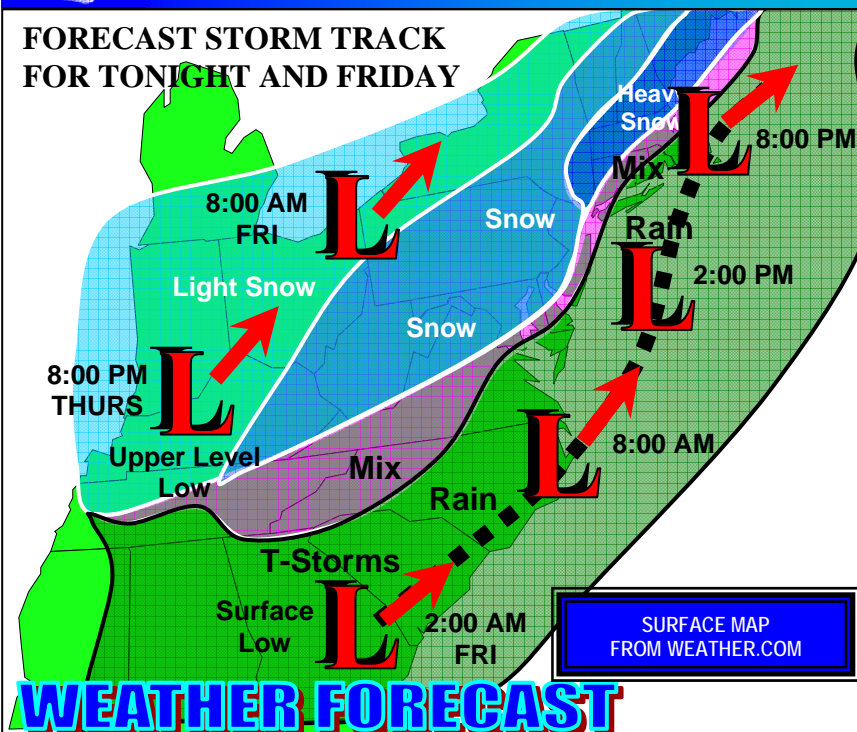 FORECAST STORM TRACK
FOR TONIGHT AND FRIDAY
Heavy
Snow
L
8:00 PM
Mix
8:00 AM
FRI
L
Snow
Rain
L
2:00 PM
Light Snow
Snow
8:00 PM
THURS
L
Upper Level
Low
Mix
L
8:00 AM
Rain
T-Storms
Surface
Low
L
2:00 AM
FRI
SURFACE MAP
FROM WEATHER.COM
WEATHER FORECAST